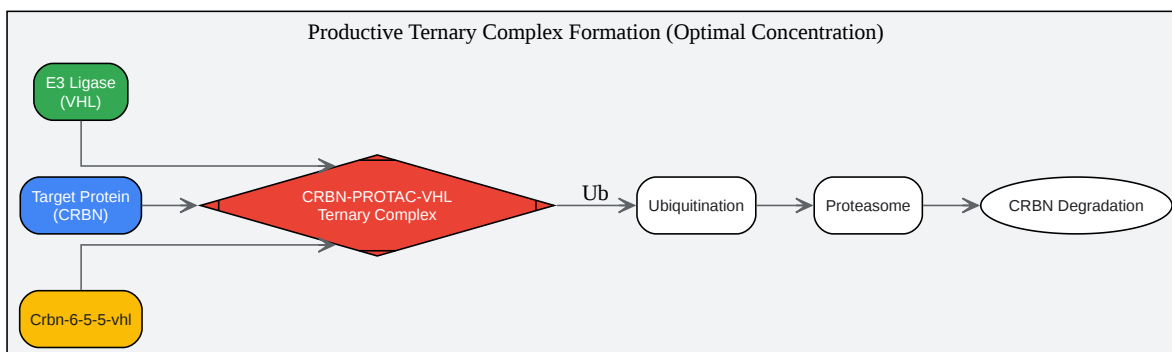 Productive Ternary Complex Formation (Optimal Concentration)
E3 Ligase
(VHL)
Target Protein
(CRBN)
Crbn-6-5-5-vhl
CRBN-PROTAC-VHL
Ternary Complex
Ub
Ubiquitination
Proteasome
CRBN Degradation